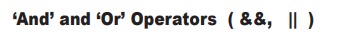 ‘And’ and ‘Or’ Operators ( &&, || )